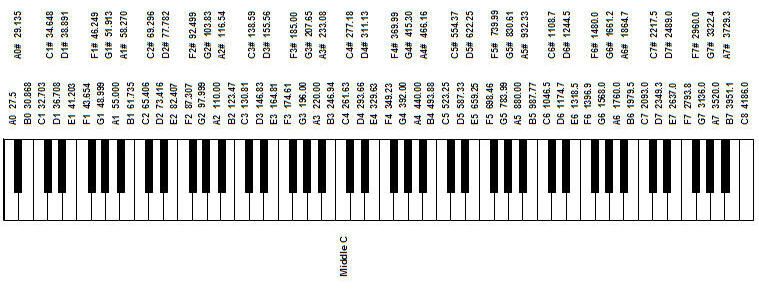 A0# 29.135
C1# 34.648
D1# 38.891
F1# 46.249
G1# 51.913
A1# 58.270
C2# 69.296
D2# 77.782
F2# 92.499
G2# 103.83
A2# 116.54
C3# 138.59
D3# 155.56
F3# 185.00
G3# 207.65
A3# 233.08
C4# 277.18
D4# 311.13
F4# 369.99
G4# 415.30
A4# 466.16
C5# 554.37
D5# 622.25
F5# 739.99
G5# 830.61
A5# 932.33
C6# 1108.7
D6# 1244.5
F6# 1480.0
G6# 1661.2
A6# 1864.7
C7# 2217.5
D7# 2489.0
F7# 2960.0
G7# 3322.4
A7# 3729.3
A0 27.5
B0 30.868
C1 32.703
D1 36.708
E1 41.203
F1 43.654
G1 48.999
A1 55.000
B1 61.735
C2 65.406
D2 73.416
E2 82.407
F2 87.307
G2 97.999
A2 110.00
B2 123.47
C3 130.81
D3 146.83
E3 164.81
F3 174.61
G3 196.00
A3 220.00
B3 246.94
C4 261.63
D4 293.66
E4 329.63
F4 349.23
G4 392.00
A4 440.00
B4 493.88
C5 523.25
D5 587.33
E5 659.25
F5 698.46
G5 783.99
A5 880.00
B5 987.77
C6 1046.5
D6 1174.7
E6 1318.5
F6 1396.9
G6 1568.0
A6 1760.0
B6 1979.5
C7 2093.0
D7 2349.3
E7 2637.0
F7 2793.8
G7 3136.0
A7 3520.0
B7 3951.1
C8 4186.0
Middle C